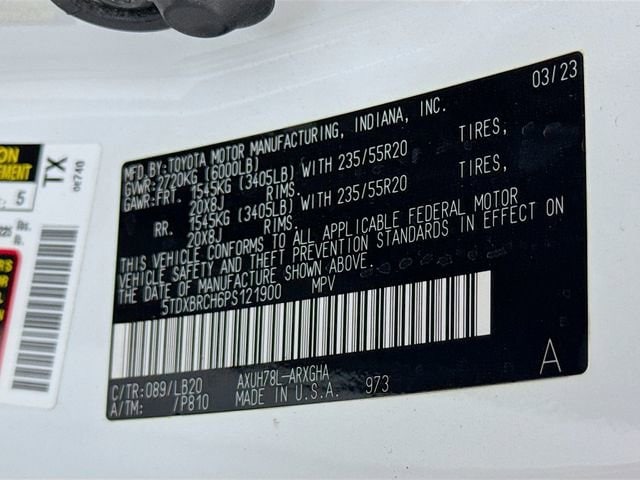 03/23
MFD.BY:TOYOTA MOTOR MANUFACTURING, INDIANA, INC.
GVWR:2720KG (6000LB)
GAWR:FRT. 1545KG (3405LB) WITH 235/55R20 TIRES,
20X8J RIMS.
RR. 1545KG (3405LB) WITH 235/55R20 TIRES,
20X8J RIMS.
THIS VEHICLE CONFORMS TO ALL APPLICABLE FEDERAL MOTOR
VEHICLE SAFETY AND THEFT PREVENTION STANDARDS IN EFFECT ON
THE DATE OF MANUFACTURE SHOWN ABOVE.
5TDXBRCH6PS121900 MPV
C/TR:089/LB20 AXUH78L-ARXGHA
A/TM: /P810 MADE IN U.S.A. 973
A
TX
5